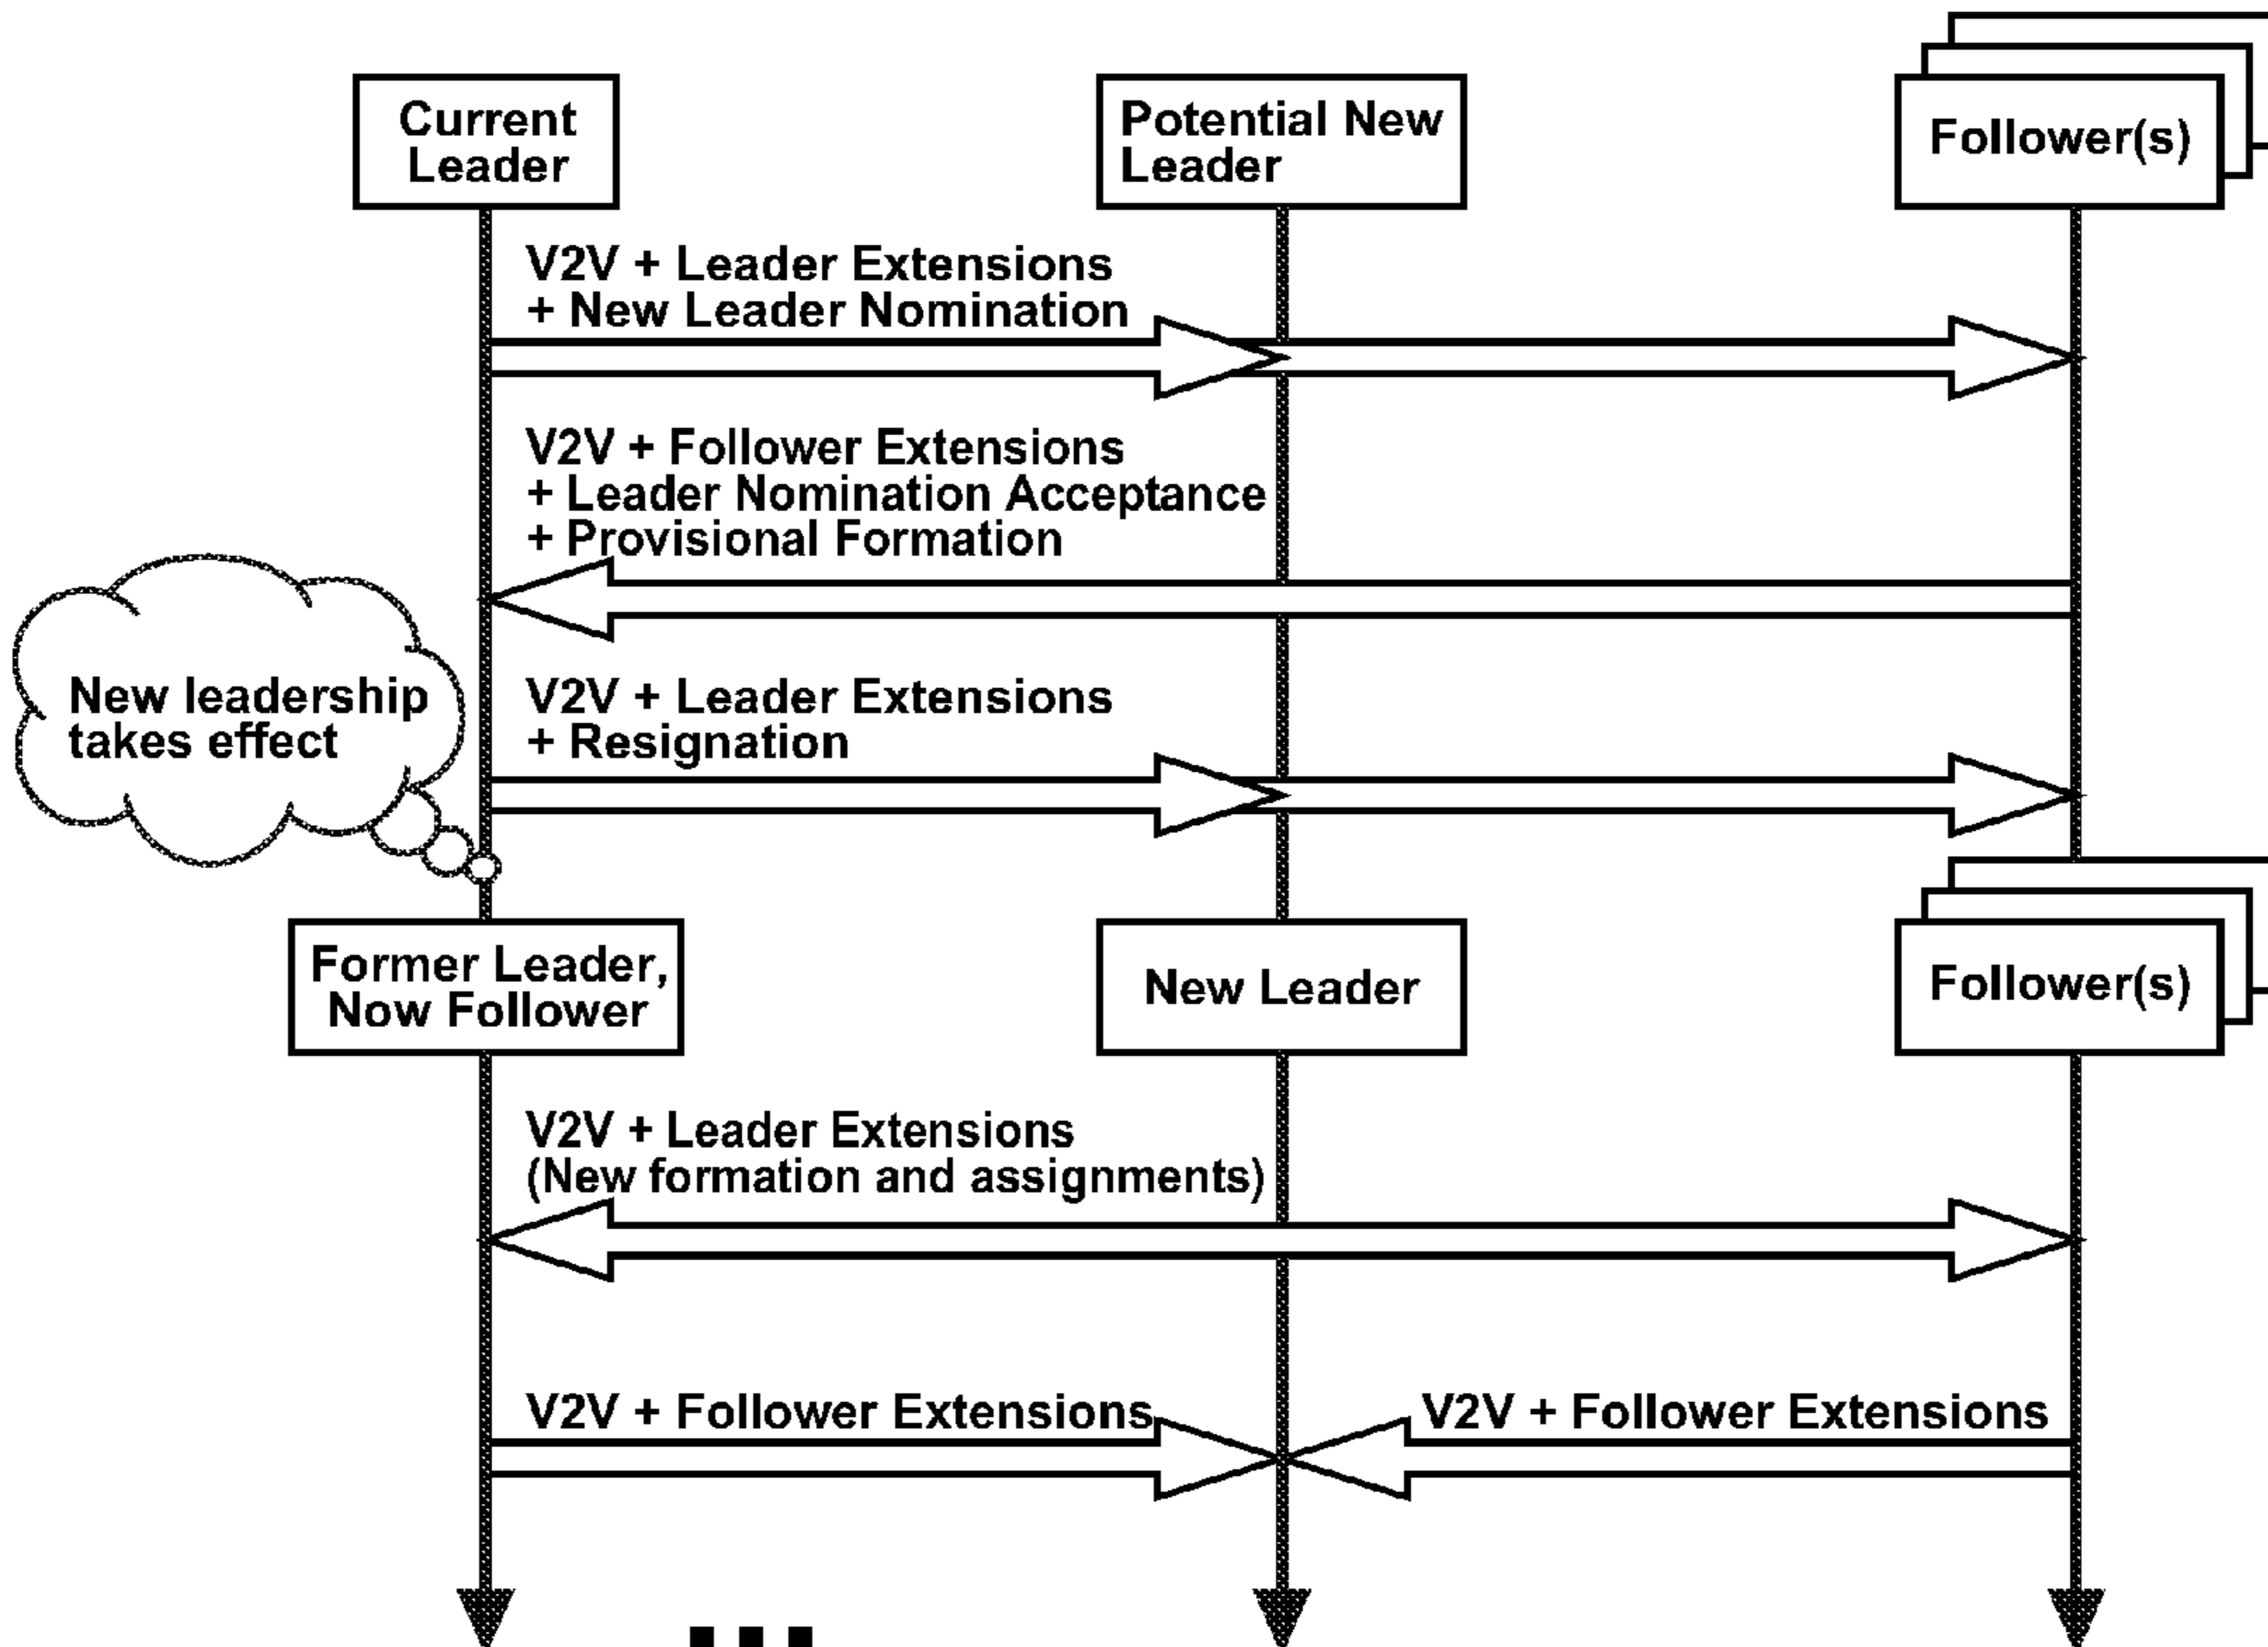 Current
Leader
Potential New
Leader
Follower(s)
V2V + Leader Extensions
+ New Leader Nomination
V2V + Follower Extensions
+ Leader Nomination Acceptance
+ Provisional Formation
New leadership
takes effect
V2V + Leader Extensions
+ Resignation
Former Leader,
Now Follower
New Leader
Follower(s)
V2V + Leader Extensions
(New formation and assignments)
V2V + Follower Extensions
V2V + Follower Extensions
...